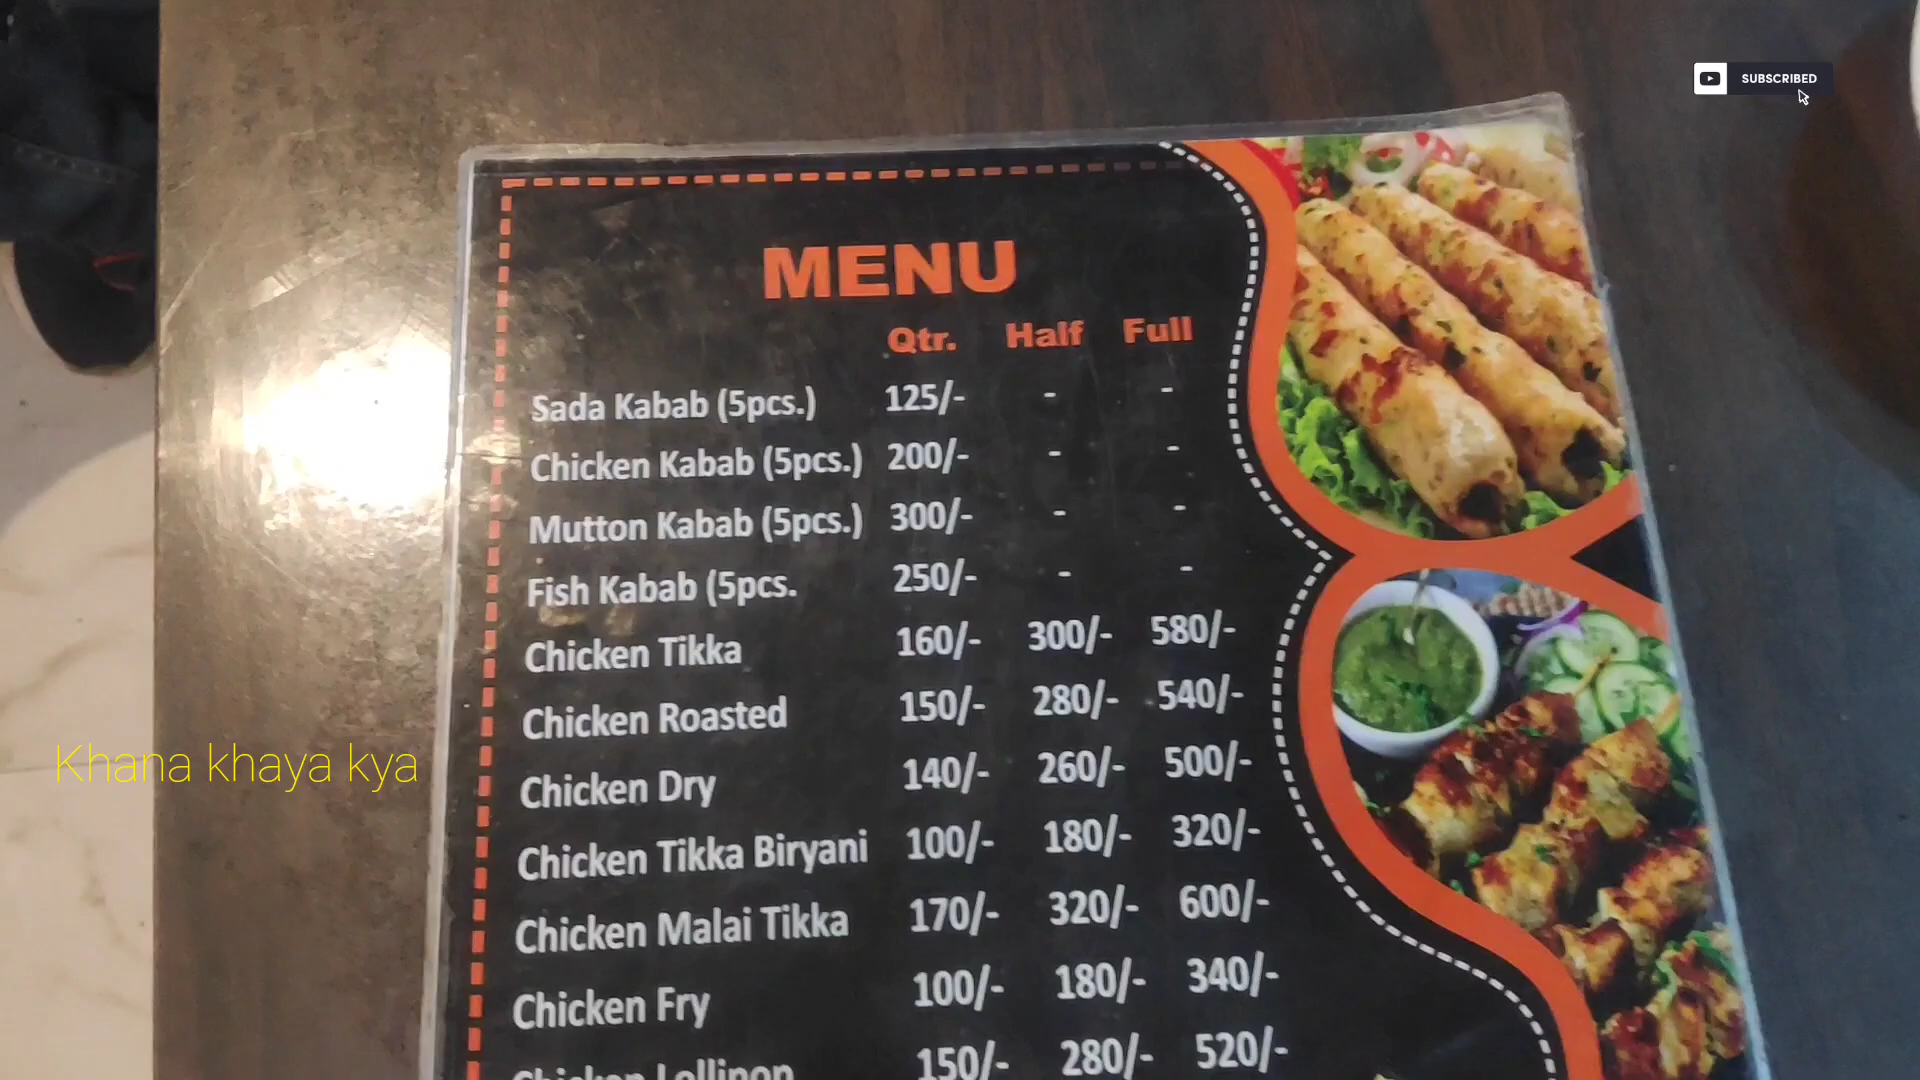 SUBSCRIBED
MENU
Qtr. Half Full
Sada Kabab (5pcs.) 125/- - -
Chicken Kabab (5pcs.) 200/- - -
Mutton Kabab (5pcs.) 300/- - -
Fish Kabab (5pcs. 250/- - -
Chicken Tikka 160/- 300/- 580/-
Chicken Roasted 150/- 280/- 540/-
Chicken Dry 140/- 260/- 500/-
Chicken Tikka Biryani 100/- 180/- 320/-
Chicken Malai Tikka 170/- 320/- 600/-
Chicken Fry 100/- 180/- 340/-
Chicken Lollipop 150/- 280/- 520/-
Khana khaya kya